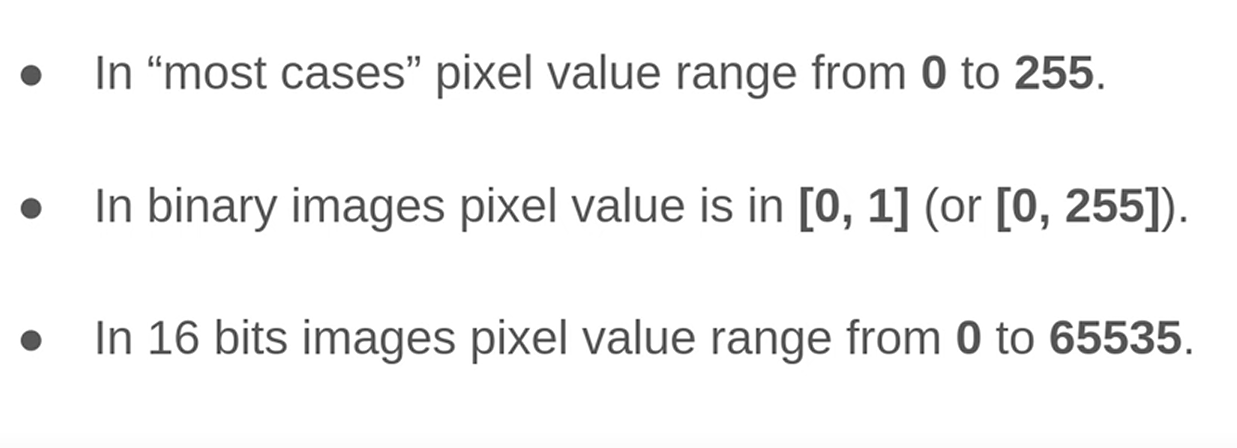 ● In “most cases” pixel value range from 0 to 255.
● In binary images pixel value is in [0, 1] (or [0, 255]).
● In 16 bits images pixel value range from 0 to 65535.